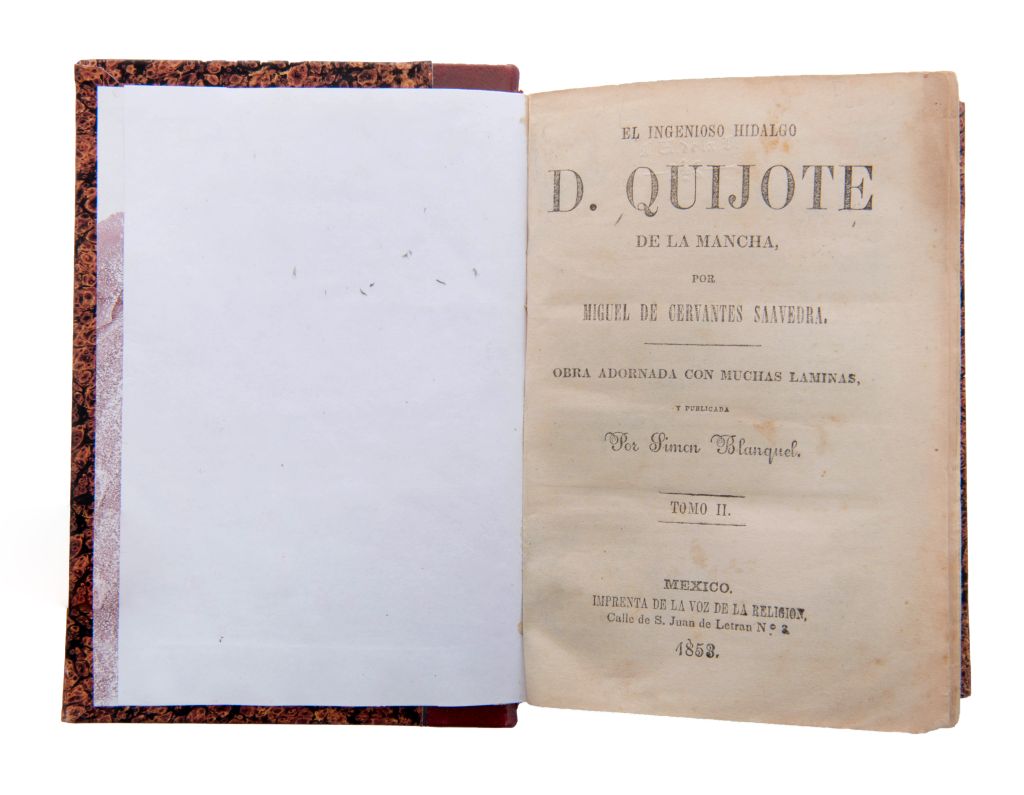 EL INGENIOSO HIDALGO
D. QUIJOTE
DE LA MANCHA,
POR
MIGUEL DE CERVANTES SAAVEDRA.
OBRA ADORNADA CON MUCHAS LAMINAS,
Y PUBLICADA
Por Simon Blanquel.
TOMO II.
MEXICO.
IMPRENTA DE LA VOZ DE LA RELIGION,
Calle de S. Juan de Letran Nº
1853.